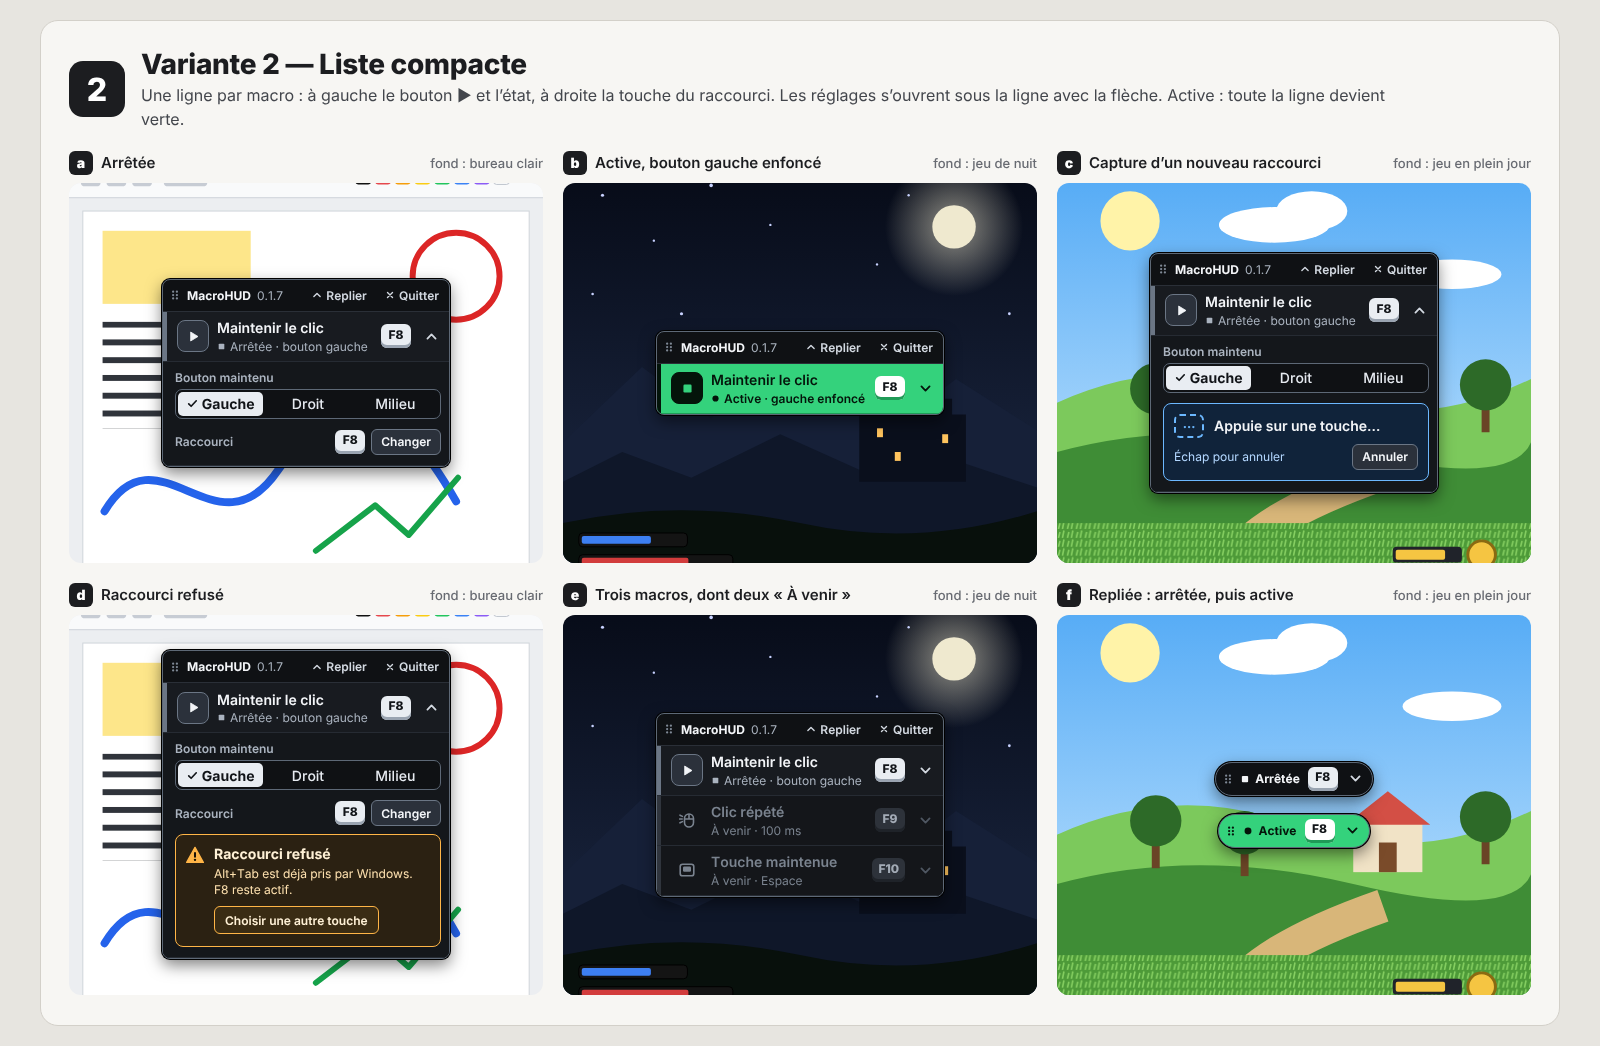 2
Variante 2 — Liste compacte
Une ligne par macro : à gauche le bouton ▶ et l’état, à droite la touche du raccourci. Les réglages s’ouvrent sous la ligne avec la flèche. Active : toute la ligne devient
verte.
a Arrêtée fond : bureau clair
MacroHUD 0.1.7 Replier Quitter
Maintenir le clic F8
Arrêtée · bouton gauche
Bouton maintenu
Gauche Droit Milieu
Raccourci F8 Changer
b Active, bouton gauche enfoncé fond : jeu de nuit
MacroHUD 0.1.7 Replier Quitter
Maintenir le clic F8
Active · gauche enfoncé
c Capture d’un nouveau raccourci fond : jeu en plein jour
MacroHUD 0.1.7 Replier Quitter
Maintenir le clic F8
Arrêtée · bouton gauche
Bouton maintenu
Gauche Droit Milieu
... Appuie sur une touche…
Échap pour annuler Annuler
d Raccourci refusé fond : bureau clair
MacroHUD 0.1.7 Replier Quitter
Maintenir le clic F8
Arrêtée · bouton gauche
Bouton maintenu
Gauche Droit Milieu
Raccourci F8 Changer
Raccourci refusé
Alt+Tab est déjà pris par Windows.
F8 reste actif.
Choisir une autre touche
e Trois macros, dont deux « À venir » fond : jeu de nuit
MacroHUD 0.1.7 Replier Quitter
Maintenir le clic F8
Arrêtée · bouton gauche
Clic répété F9
À venir · 100 ms
Touche maintenue F10
À venir · Espace
f Repliée : arrêtée, puis active fond : jeu en plein jour
Arrêtée F8
Active F8